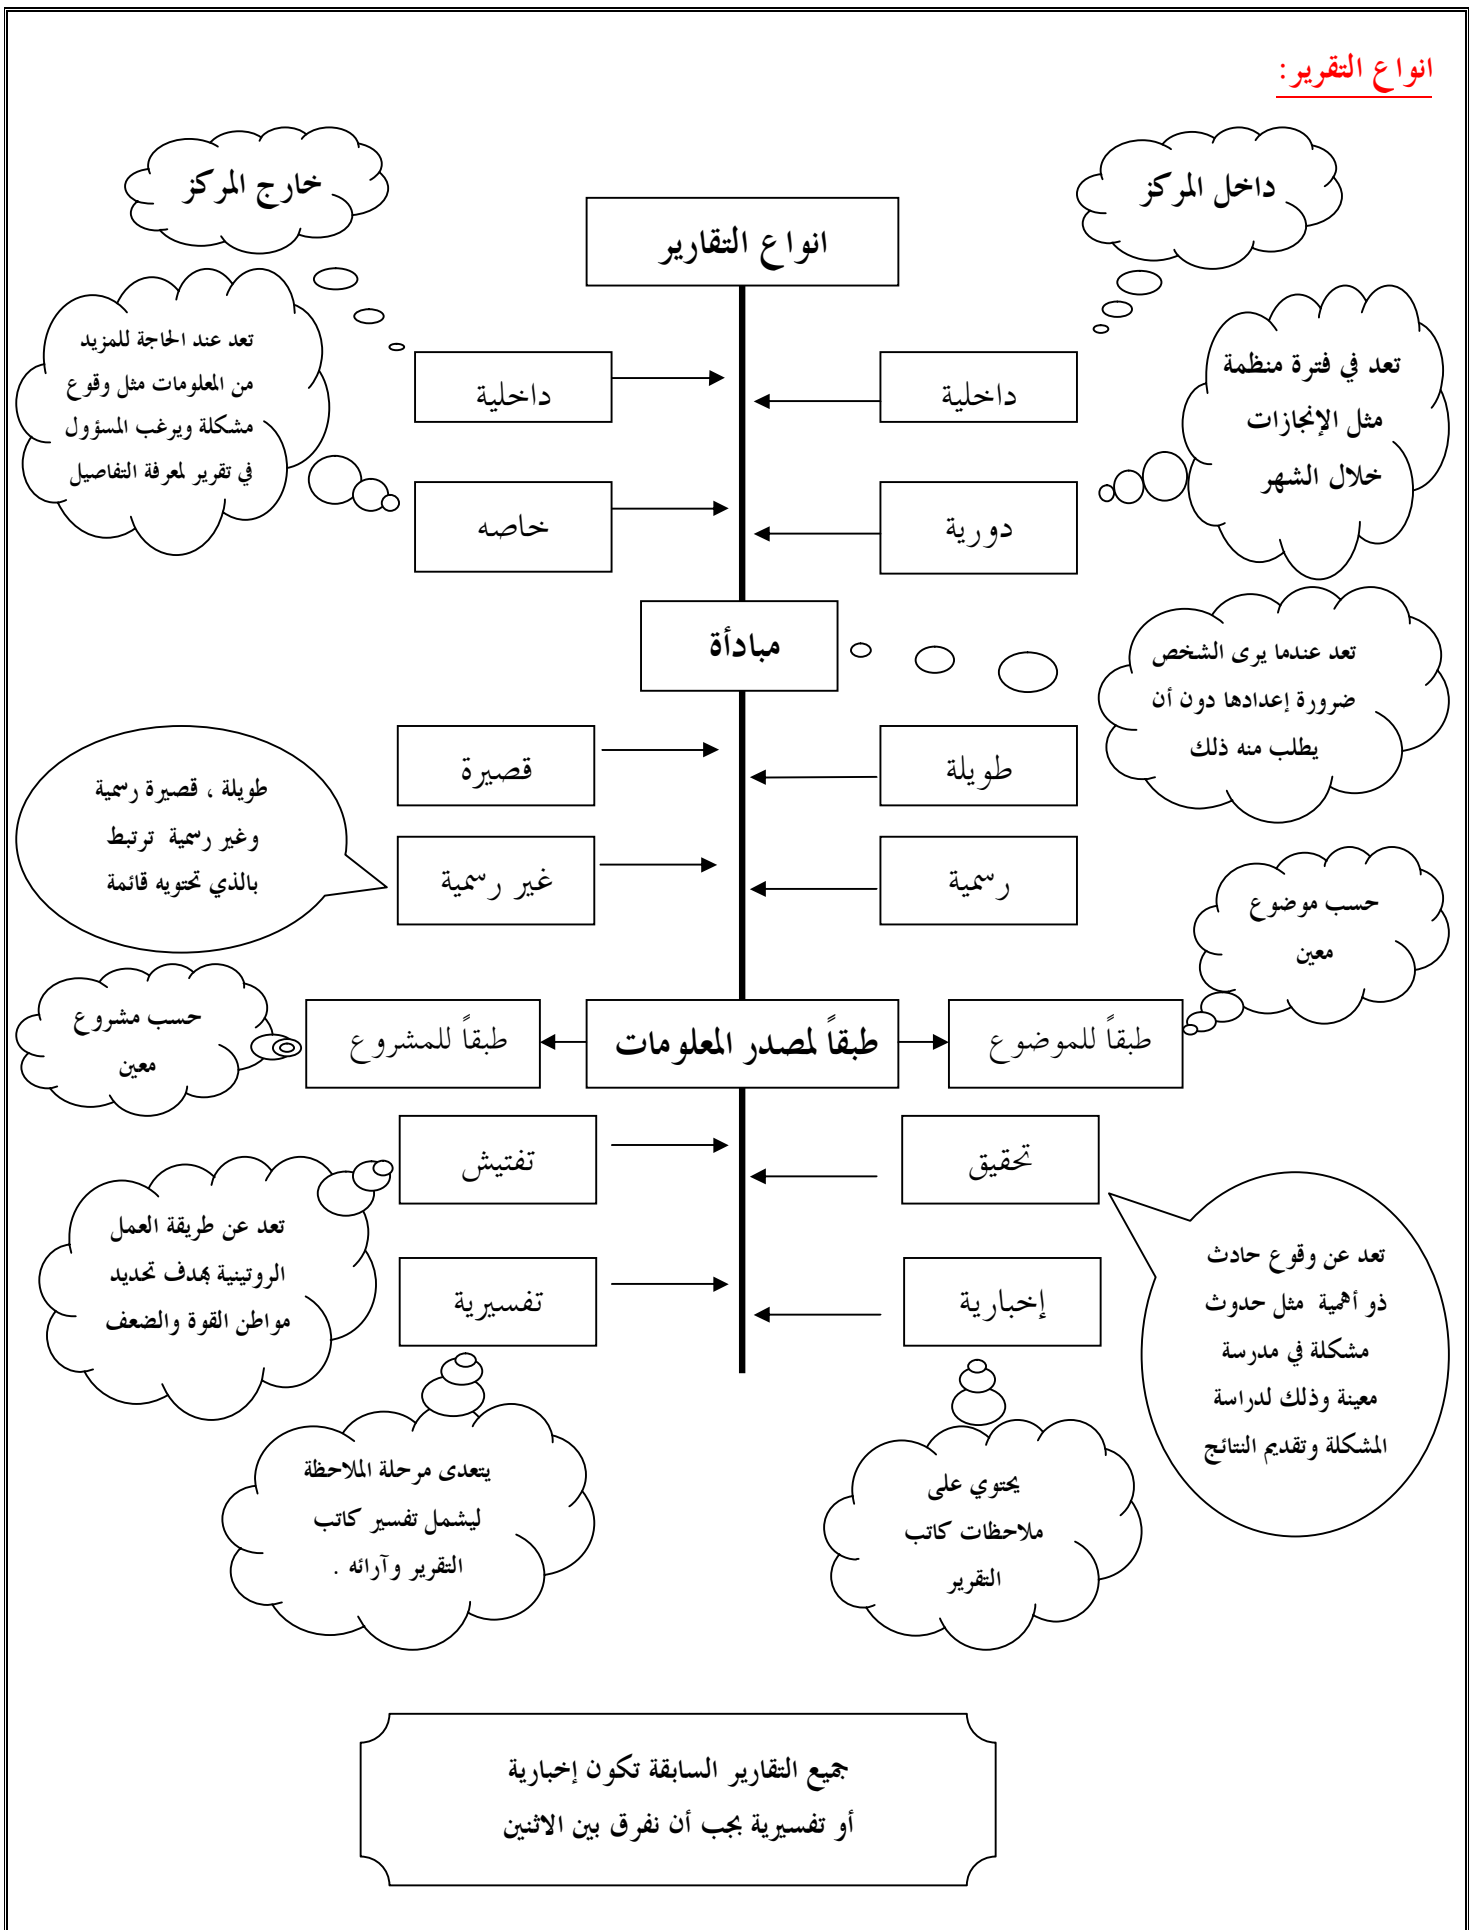 انواع التقرير:
داخل المركز
خارج المركز
انواع التقارير
تعد في فترة منظمة
مثل الإنجازات
خلال الشهر
داخلية
داخلية
تعد عند الحاجة للمزيد
من المعلومات مثل وقوع
مشكلة ويرغب المسؤول
في تقرير لمعرفة التفاصيل
دورية
خاصه
مبادأة
تعد عندما يرى الشخص
ضرورة إعدادها دون أن
يطلب منه ذلك
طويلة
قصيرة
طويلة ، قصيرة رسمية
وغير رسمية ترتبط
بالذي تحتويه قائمة
رسمية
غير رسمية
حسب موضوع
معين
طبقاً للموضوع
طبقاً لمصدر المعلومات
طبقاً للمشروع
حسب مشروع
معين
تحقيق
تفتيش
تعد عن وقوع حادث
ذو أهمية مثل حدوث
مشكلة في مدرسة
معينة وذلك لدراسة
المشكلة وتقديم النتائج
تعد عن طريقة العمل
الروتينية بهدف تحديد
مواطن القوة والضعف
إخبارية
تفسيرية
يحتوي على
ملاحظات كاتب
التقرير
يتعدى مرحلة الملاحظة
ليشمل تفسير كاتب
التقرير وآرائه .
جميع التقارير السابقة تكون إخبارية
أو تفسيرية بجب أن نفرق بين الاثنين